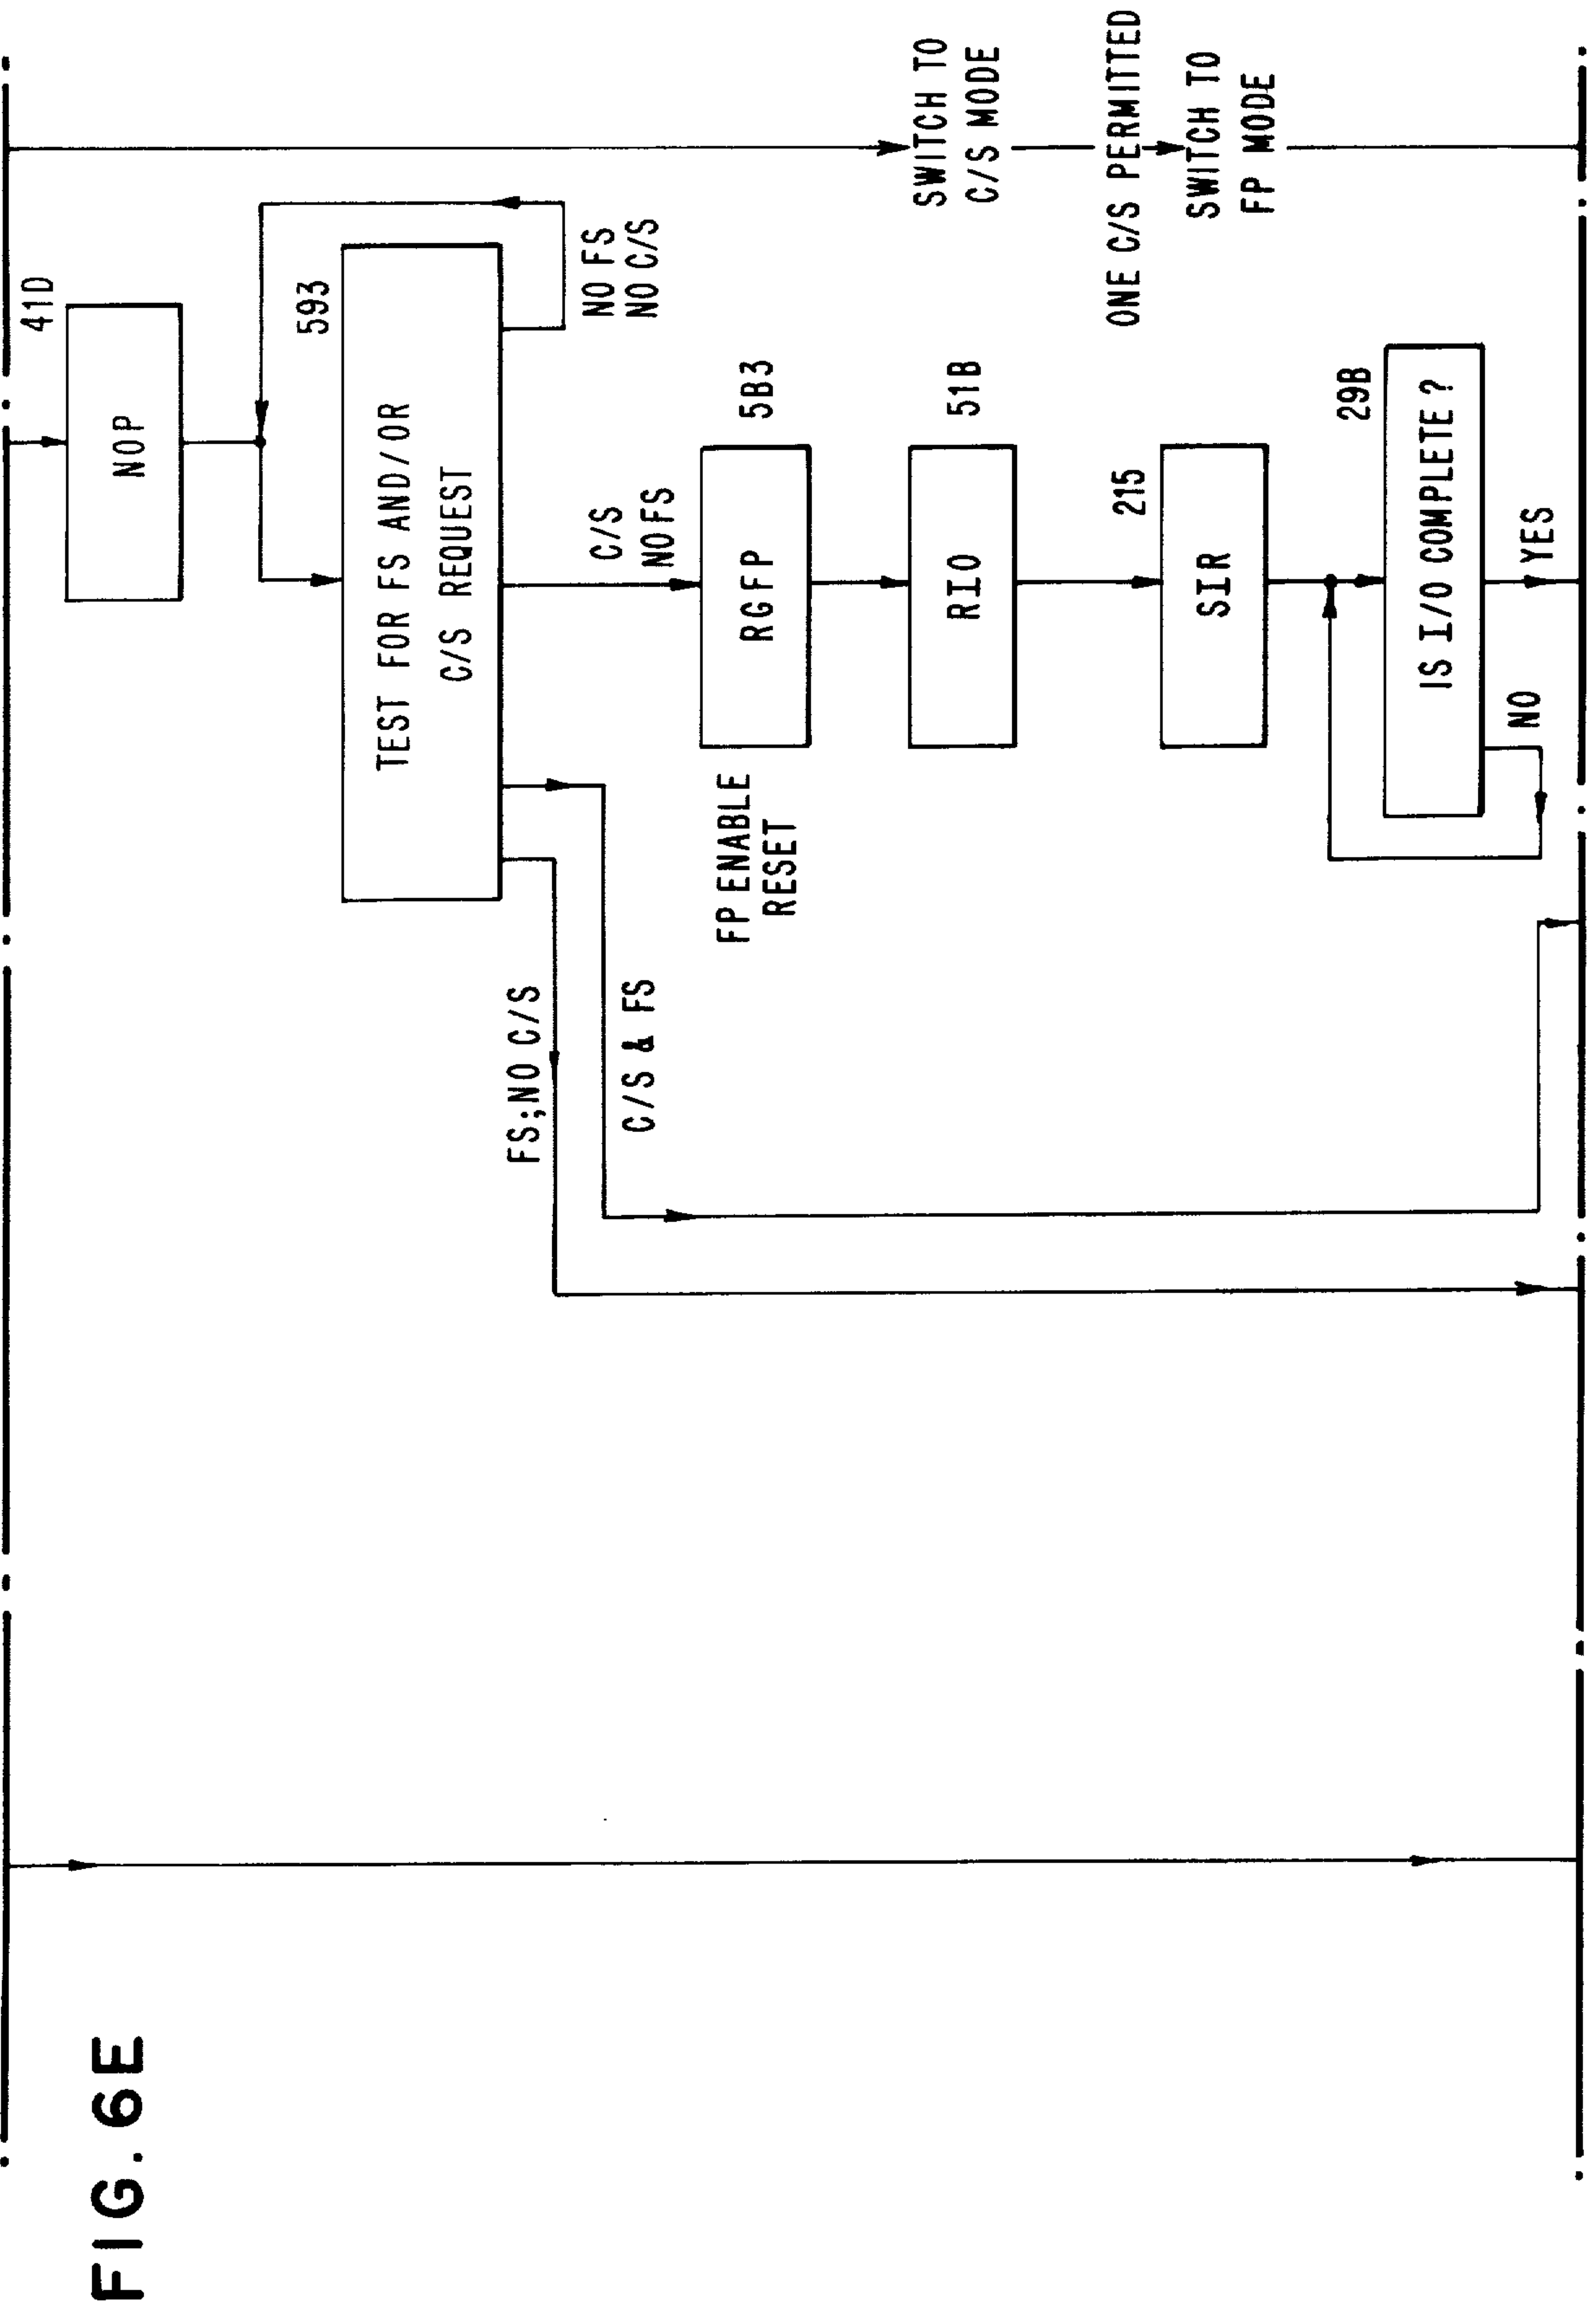 FIG. 6E
41D
NOP
593
TEST FOR FS AND/OR
C/S REQUEST
NO FS
NO C/S
FS; NO C/S
C/S & FS
C/S
NO FS
FP ENABLE
RESET
RGFP
5B3
RIO
51B
SWITCH TO
C/S MODE
ONE C/S PERMITTED
SWITCH TO
FP MODE
215
SIR
29B
IS I/O COMPLETE ?
NO
YES